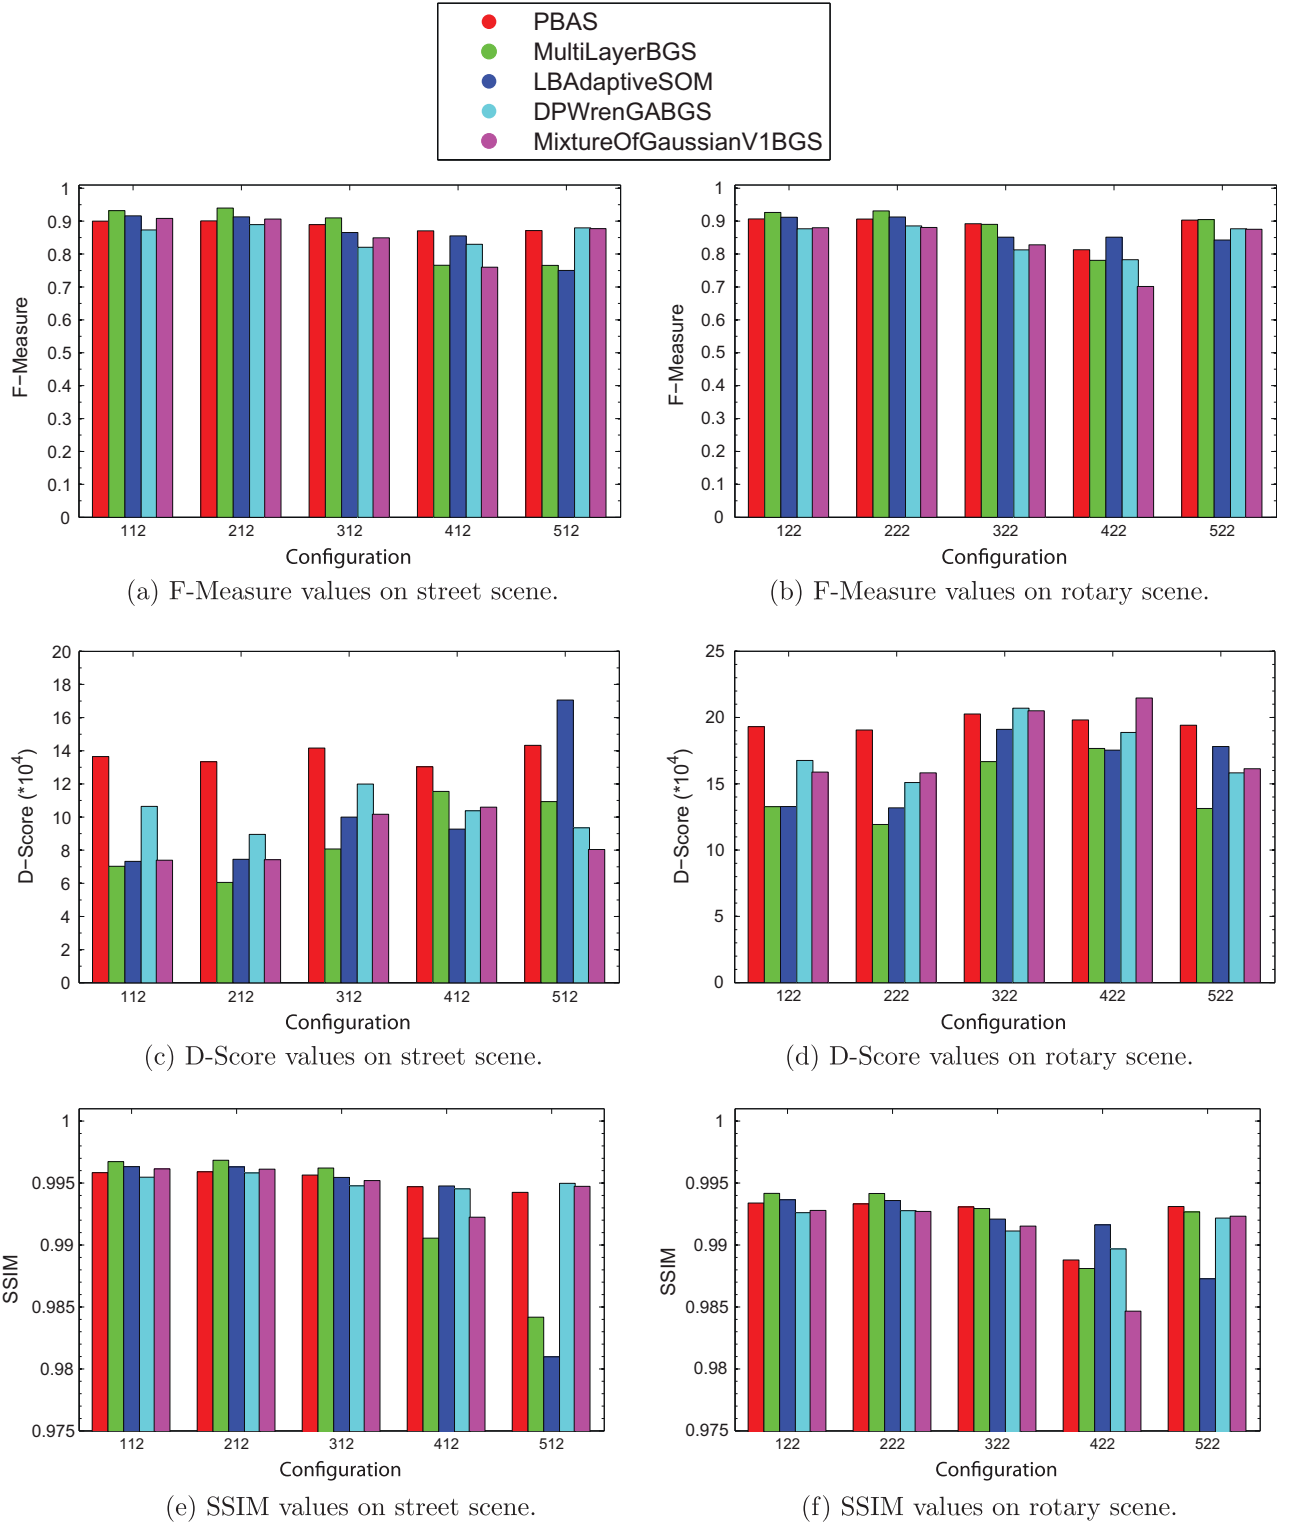 PBAS
MultiLayerBGS
LBAdaptiveSOM
DPWrenGABGS
MixtureOfGaussianV1BGS
1
0.9
0.8
0.7
0.6
0.5
0.4
0.3
0.2
0.1
0
F-Measure
112 212 312 412 512
Configuration
(a) F-Measure values on street scene.
1
0.9
0.8
0.7
0.6
0.5
0.4
0.3
0.2
0.1
0
F-Measure
122 222 322 422 522
Configuration
(b) F-Measure values on rotary scene.
20
18
16
14
12
10
8
6
4
2
0
D-Score (*10^4)
112 212 312 412 512
Configuration
(c) D-Score values on street scene.
25
20
15
10
5
0
D-Score (*10^4)
122 222 322 422 522
Configuration
(d) D-Score values on rotary scene.
1
0.995
0.99
0.985
0.98
0.975
SSIM
112 212 312 412 512
Configuration
(e) SSIM values on street scene.
1
0.995
0.99
0.985
0.98
0.975
SSIM
122 222 322 422 522
Configuration
(f) SSIM values on rotary scene.